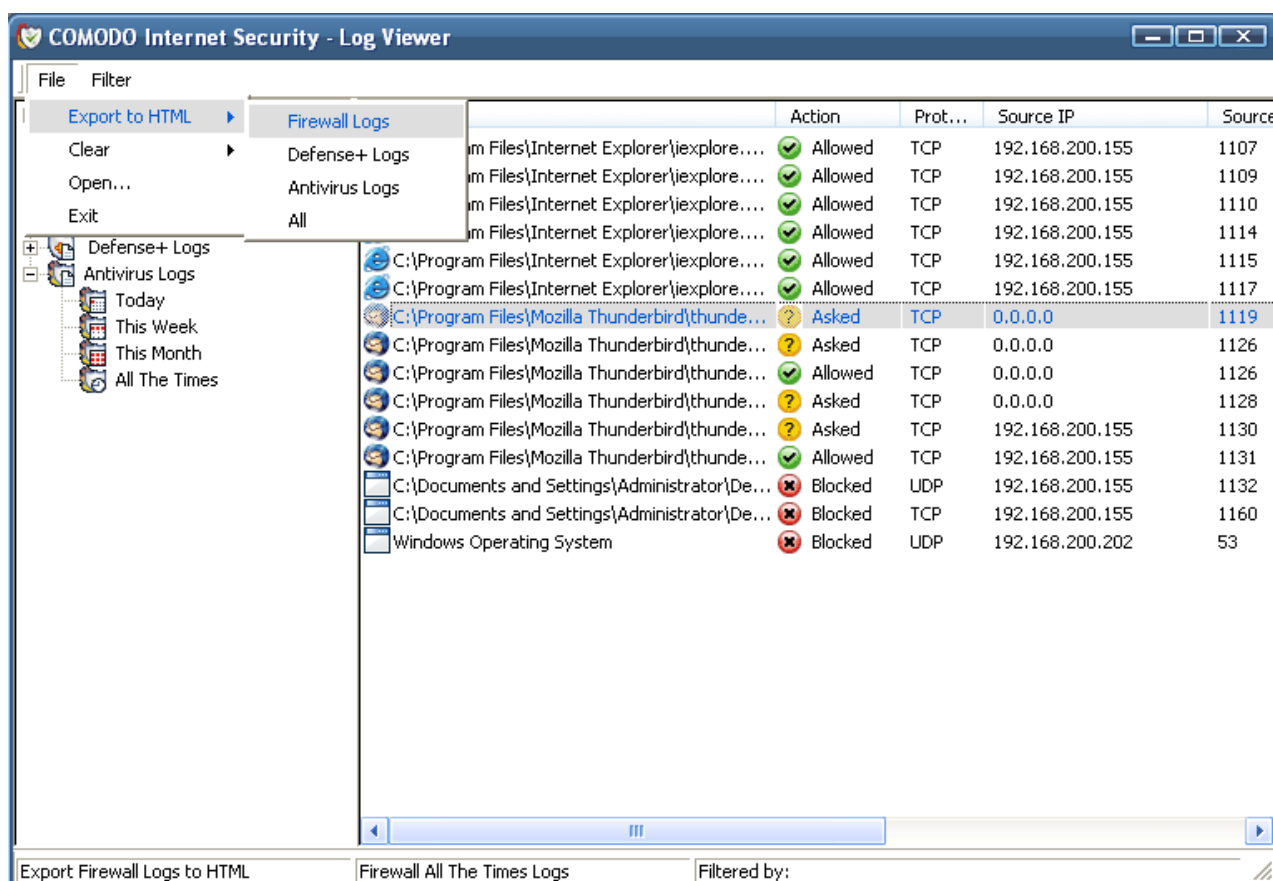 COMODO Internet Security - Log Viewer
File Filter
Export to HTML
Clear
Open...
Exit
Firewall Logs
Defense+ Logs
Antivirus Logs
All
Defense+ Logs
Antivirus Logs
Today
This Week
This Month
All The Times
Action Prot... Source IP Source
am Files\Internet Explorer\iexplore.... Allowed TCP 192.168.200.155 1107
am Files\Internet Explorer\iexplore.... Allowed TCP 192.168.200.155 1109
am Files\Internet Explorer\iexplore.... Allowed TCP 192.168.200.155 1110
am Files\Internet Explorer\iexplore.... Allowed TCP 192.168.200.155 1114
C:\Program Files\Internet Explorer\iexplore.... Allowed TCP 192.168.200.155 1115
C:\Program Files\Internet Explorer\iexplore.... Allowed TCP 192.168.200.155 1117
C:\Program Files\Mozilla Thunderbird\thunde... Asked TCP 0.0.0.0 1119
C:\Program Files\Mozilla Thunderbird\thunde... Asked TCP 0.0.0.0 1126
C:\Program Files\Mozilla Thunderbird\thunde... Allowed TCP 0.0.0.0 1126
C:\Program Files\Mozilla Thunderbird\thunde... Asked TCP 0.0.0.0 1128
C:\Program Files\Mozilla Thunderbird\thunde... Asked TCP 192.168.200.155 1130
C:\Program Files\Mozilla Thunderbird\thunde... Allowed TCP 192.168.200.155 1131
C:\Documents and Settings\Administrator\De... Blocked UDP 192.168.200.155 1132
C:\Documents and Settings\Administrator\De... Blocked TCP 192.168.200.155 1160
Windows Operating System Blocked UDP 192.168.200.202 53
Export Firewall Logs to HTML Firewall All The Times Logs Filtered by: